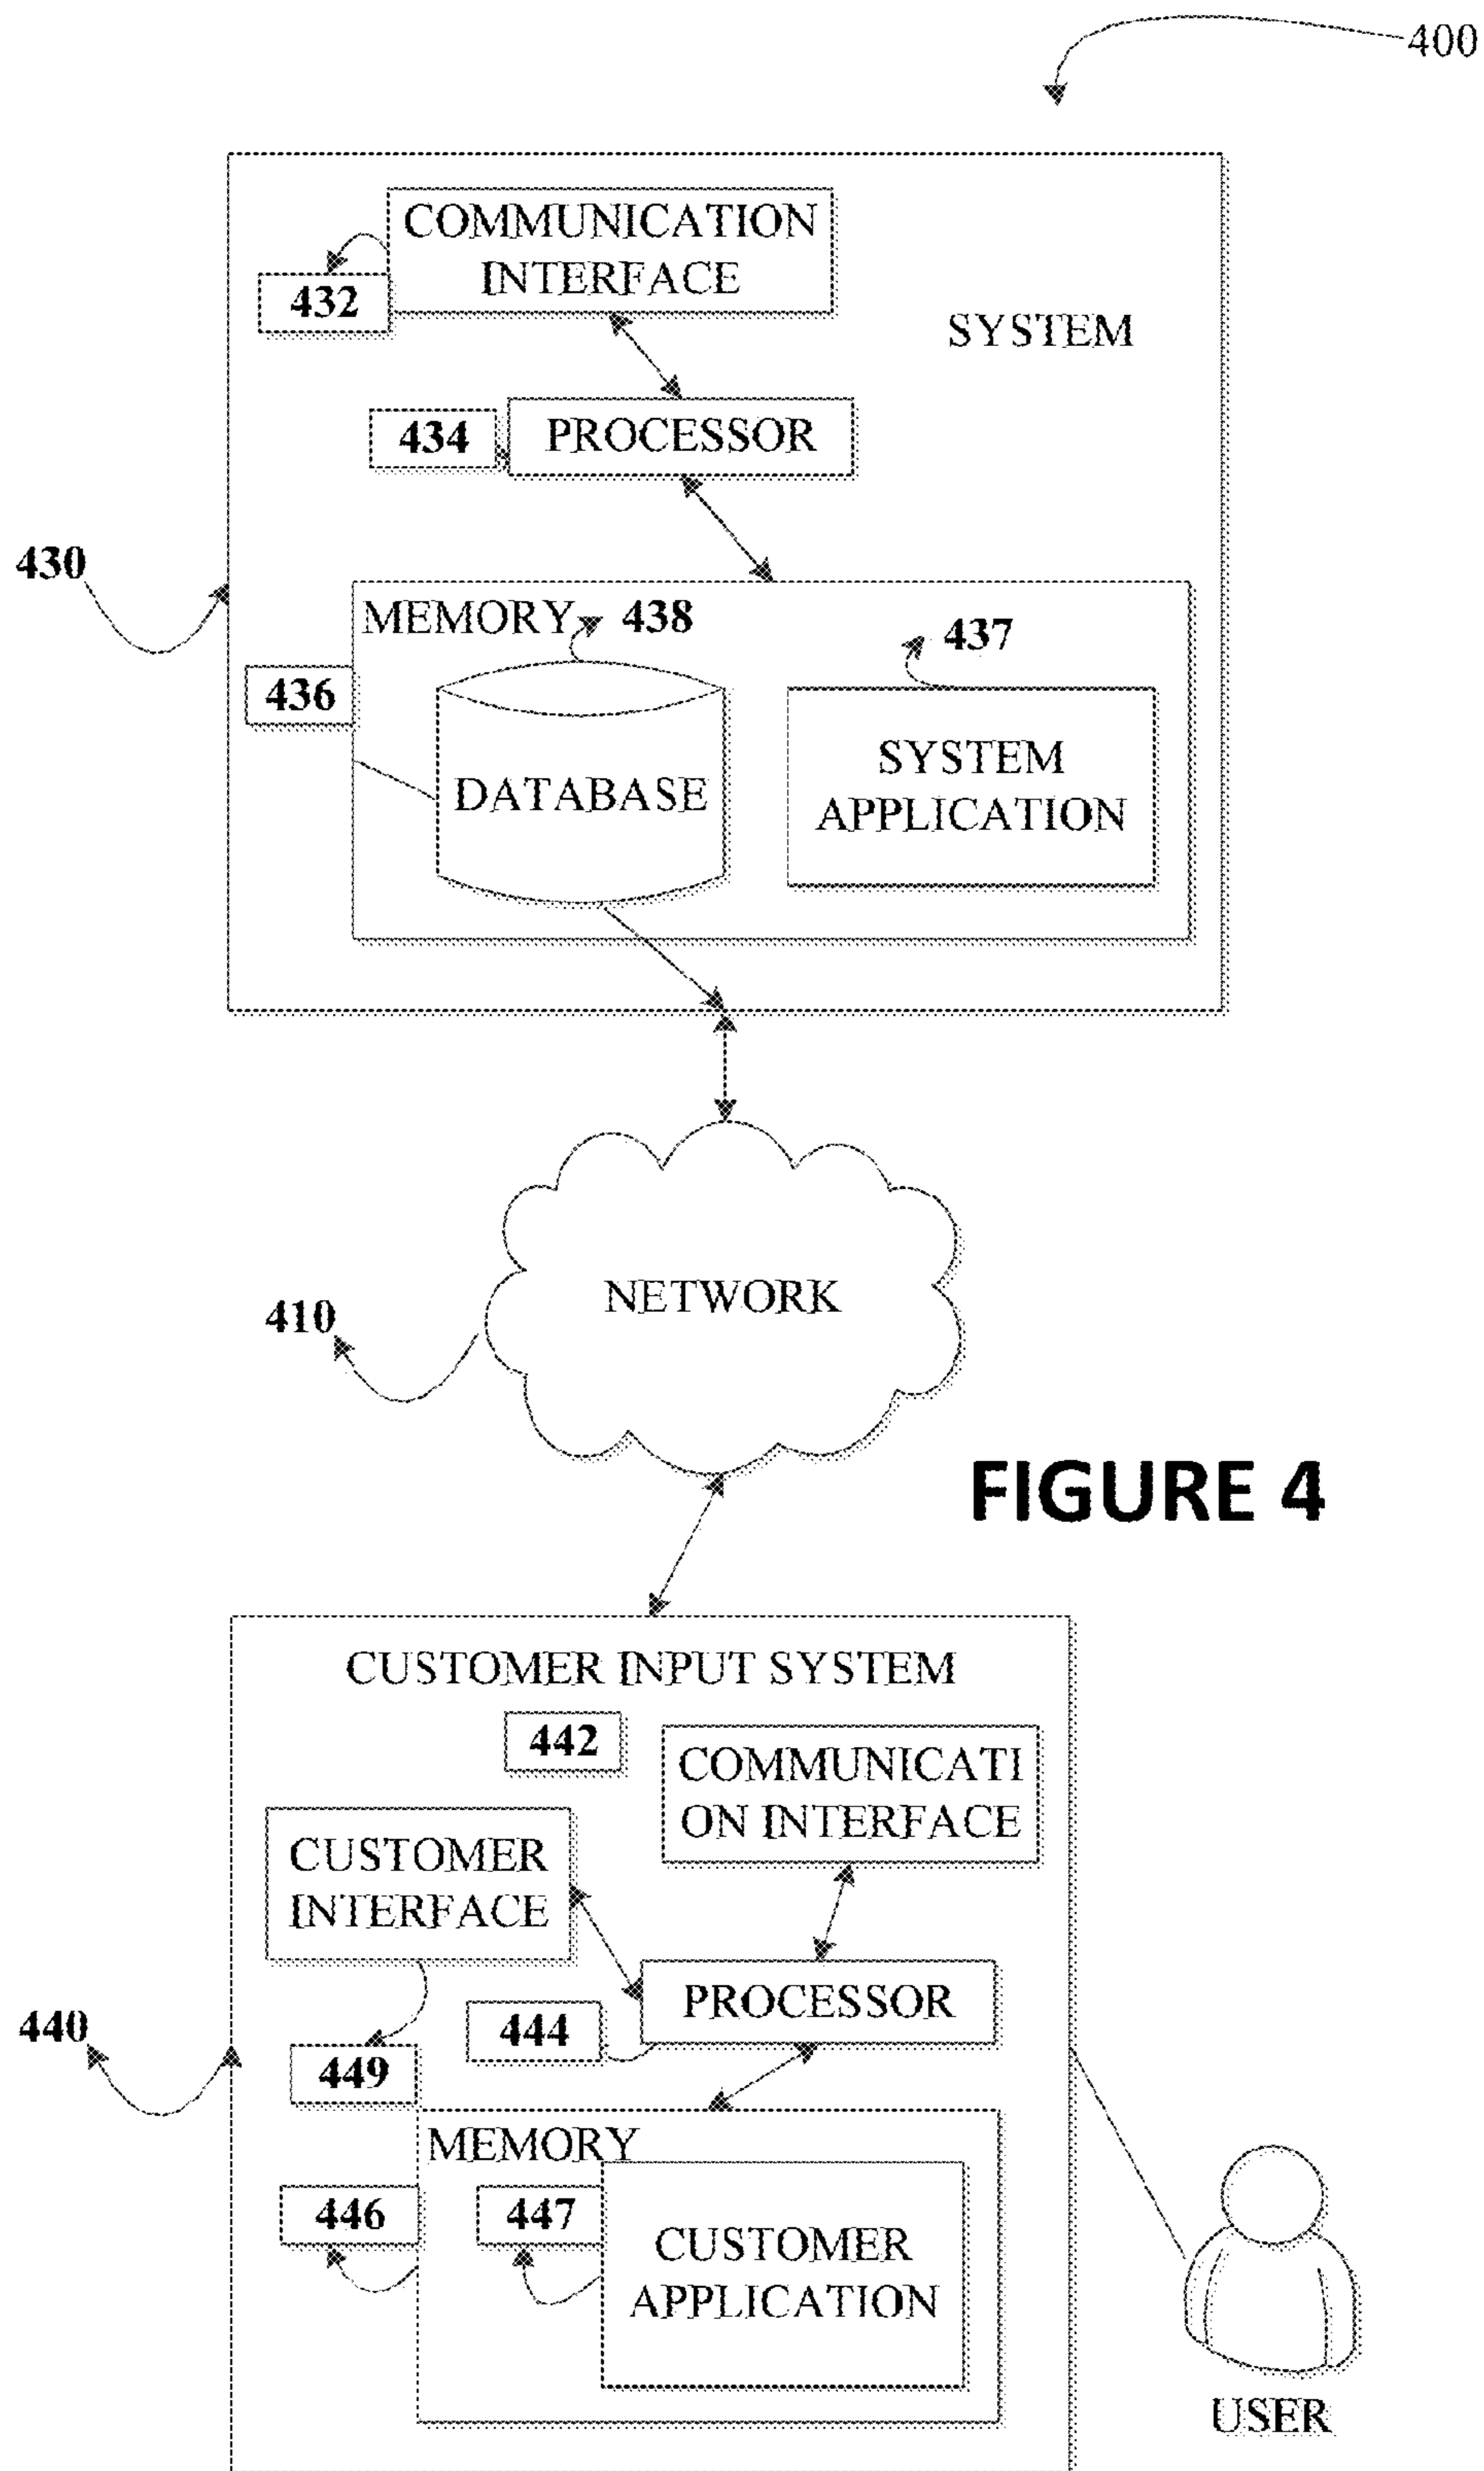 400
COMMUNICATION
INTERFACE
432
SYSTEM
434
PROCESSOR
430
MEMORY
438
437
436
DATABASE
SYSTEM
APPLICATION
NETWORK
410
FIGURE 4
CUSTOMER INPUT SYSTEM
442
COMMUNICATI
ON INTERFACE
CUSTOMER
INTERFACE
PROCESSOR
444
440
449
MEMORY
446
447
CUSTOMER
APPLICATION
USER